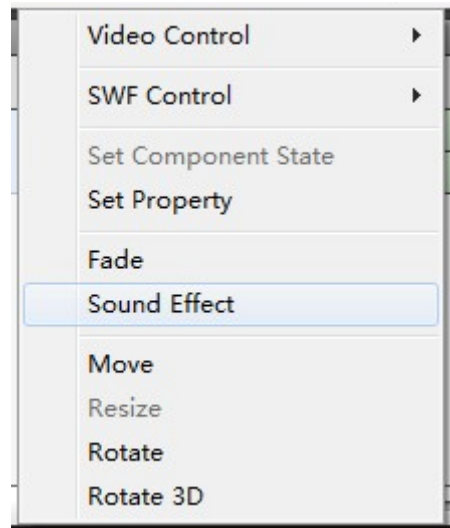 Video Control
SWF Control
Set Component State
Set Property
Fade
Sound Effect
Move
Resize
Rotate
Rotate 3D